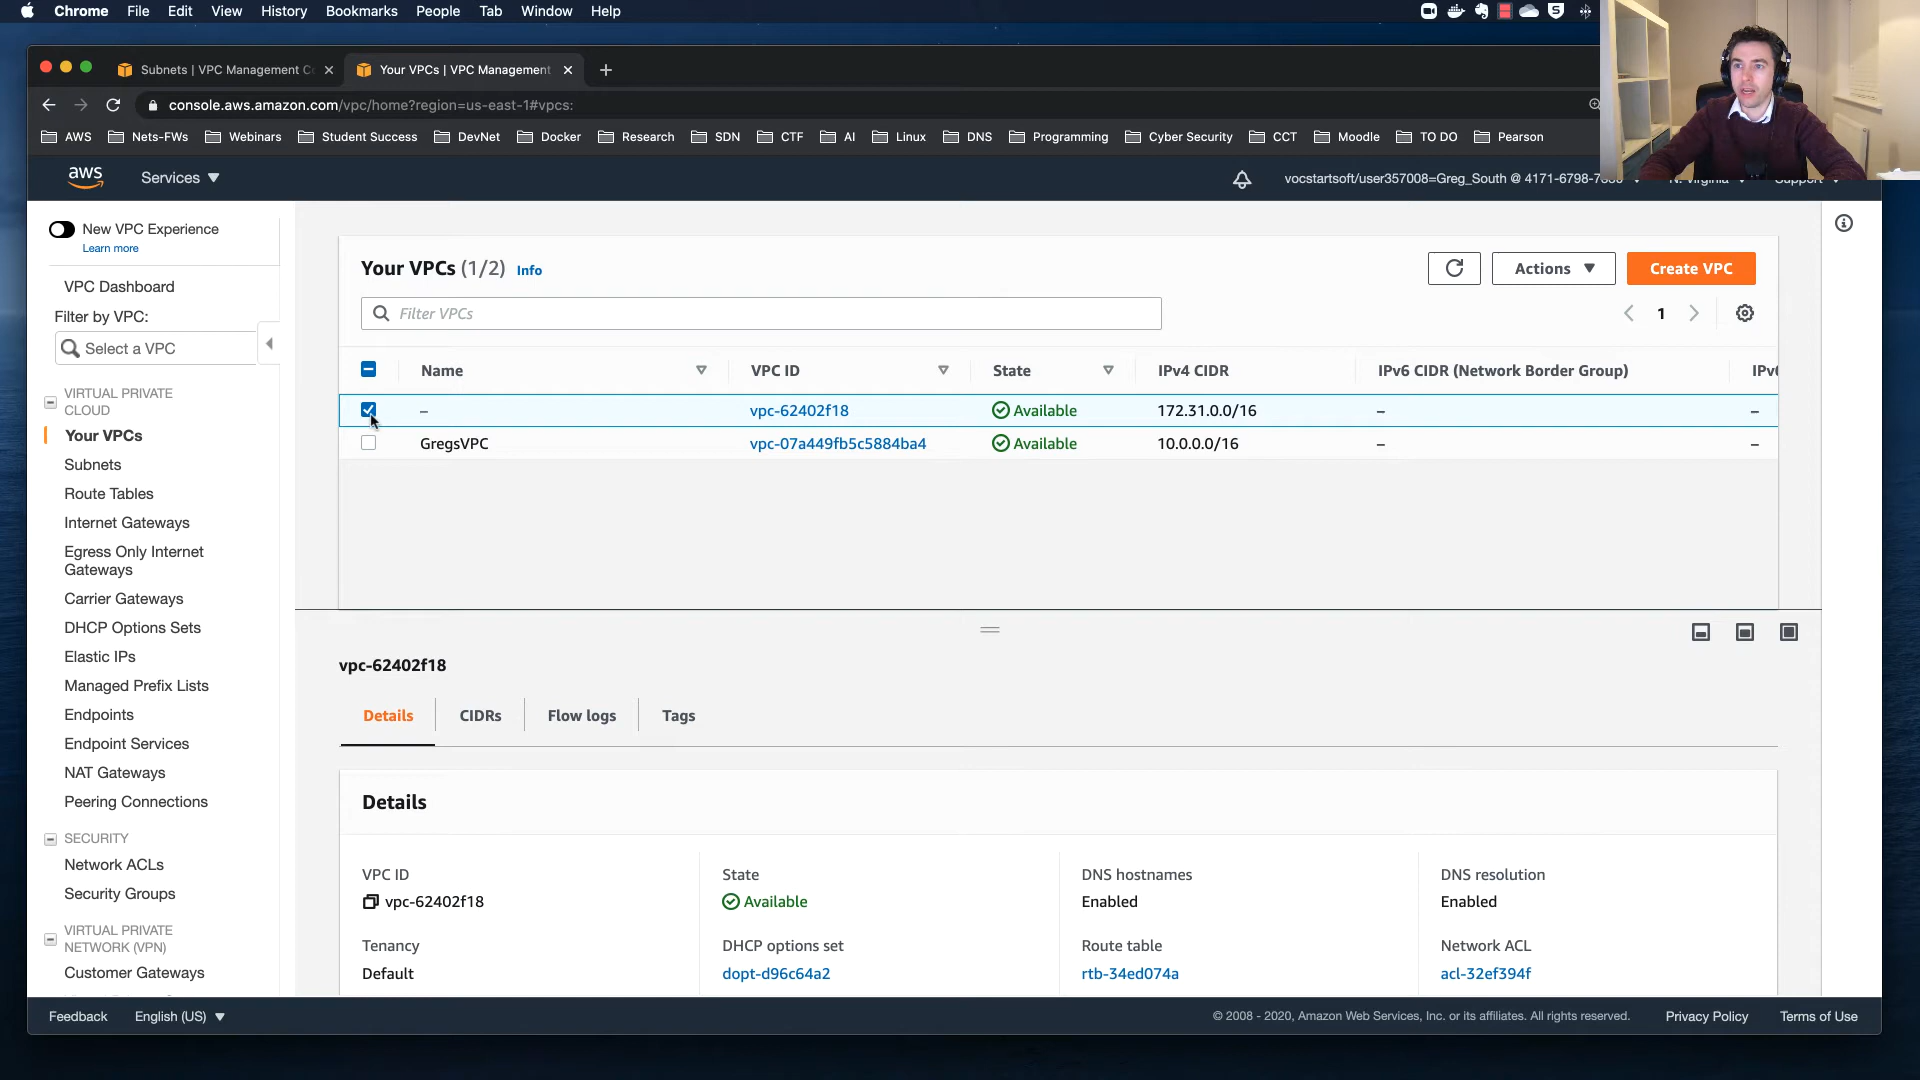 Chrome File Edit View History Bookmarks People Tab Window Help
Subnets | VPC Management C
Your VPCs | VPC Management
console.aws.amazon.com/vpc/home?region=us-east-1#vpcs:
AWS Nets-FWs Webinars Student Success DevNet Docker Research SDN CTF AI Linux DNS Programming Cyber Security CCT Moodle TO DO Pearson
aws Services
vocstartsoft/user357008=Greg_South @ 4171-6798-
New VPC Experience
Learn more
VPC Dashboard
Filter by VPC:
Select a VPC
VIRTUAL PRIVATE
CLOUD
Your VPCs
Subnets
Route Tables
Internet Gateways
Egress Only Internet
Gateways
Carrier Gateways
DHCP Options Sets
Elastic IPs
Managed Prefix Lists
Endpoints
Endpoint Services
NAT Gateways
Peering Connections
SECURITY
Network ACLs
Security Groups
VIRTUAL PRIVATE
NETWORK (VPN)
Customer Gateways
Your VPCs (1/2) Info
Actions
Create VPC
Filter VPCs
1
Name VPC ID State IPv4 CIDR IPv6 CIDR (Network Border Group) IPv6
– vpc-62402f18 Available 172.31.0.0/16 – –
GregsVPC vpc-07a449fb5c5884ba4 Available 10.0.0.0/16 – –
vpc-62402f18
Details CIDRs Flow logs Tags
Details
VPC ID State DNS hostnames DNS resolution
vpc-62402f18 Available Enabled Enabled
Tenancy DHCP options set Route table Network ACL
Default dopt-d96c64a2 rtb-34ed074a acl-32ef394f
Feedback English (US)
© 2008 - 2020, Amazon Web Services, Inc. or its affiliates. All rights reserved. Privacy Policy Terms of Use